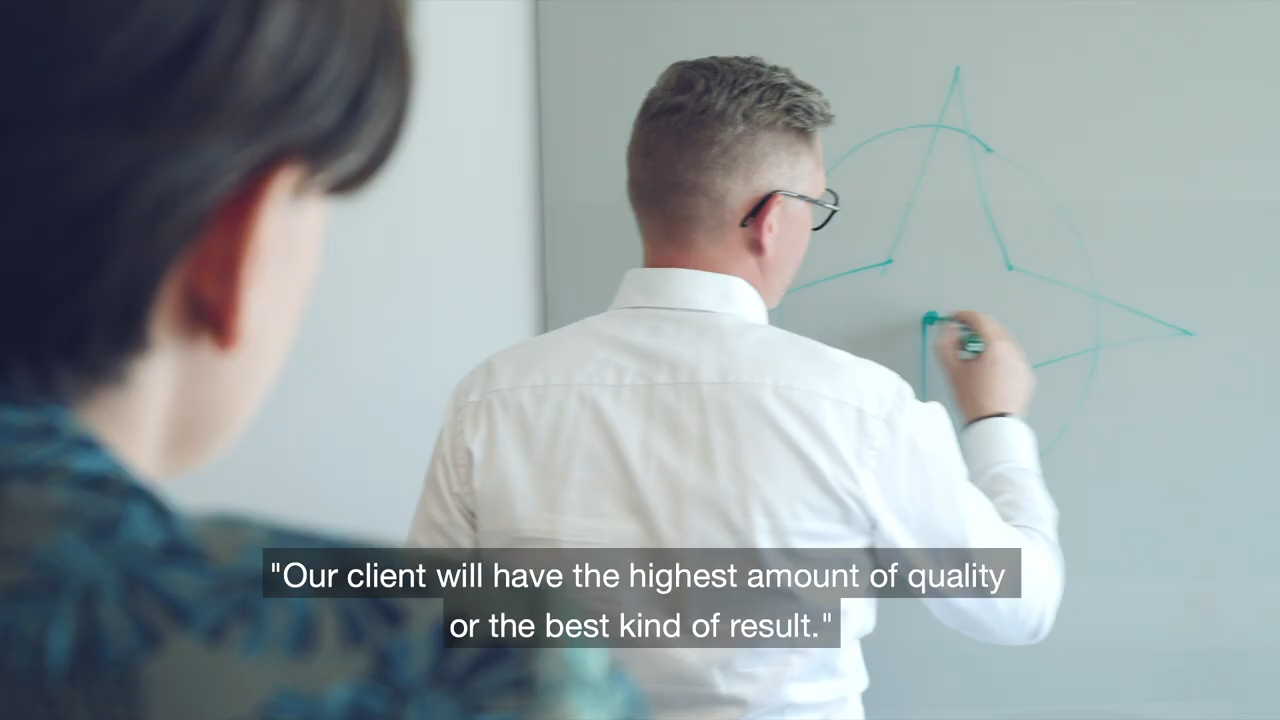 "Our client will have the highest amount of quality
or the best kind of result."